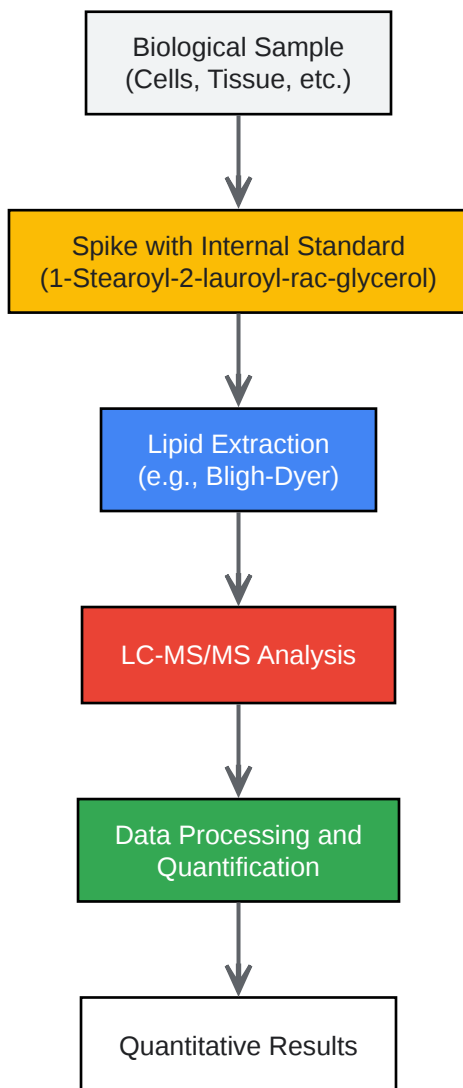 Biological Sample
(Cells, Tissue, etc.)
Spike with Internal Standard
(1-Stearoyl-2-lauroyl-rac-glycerol)
Lipid Extraction
(e.g., Bligh-Dyer)
LC-MS/MS Analysis
Data Processing and
Quantification
Quantitative Results